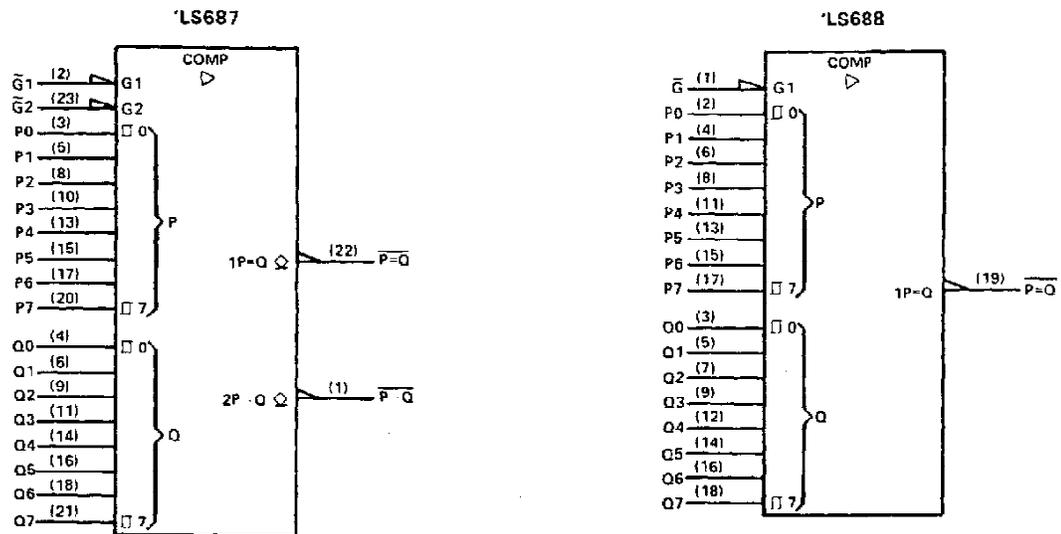 'LS687
COMP
G̅1 (2) G1
G̅2 (23) G2
P0 (3) 0
P1 (5)
P2 (8)
P3 (10)
P4 (13)
P
P5 (15)
P6 (17)
P7 (20) 7
Q0 (4) 0
Q1 (6)
Q2 (9)
Q3 (11)
Q4 (14)
Q
Q5 (16)
Q6 (18)
Q7 (21) 7
1P=Q (22) P=Q
2P Q (1) P Q
'LS688
COMP
G̅ (1) G1
P0 (2) 0
P1 (4)
P2 (6)
P3 (8)
P
P4 (11)
P5 (13)
P6 (15)
P7 (17) 7
Q0 (3) 0
Q1 (5)
Q2 (7)
Q3 (9)
Q
Q4 (12)
Q5 (14)
Q6 (16)
Q7 (18) 7
1P=Q (19) P=Q